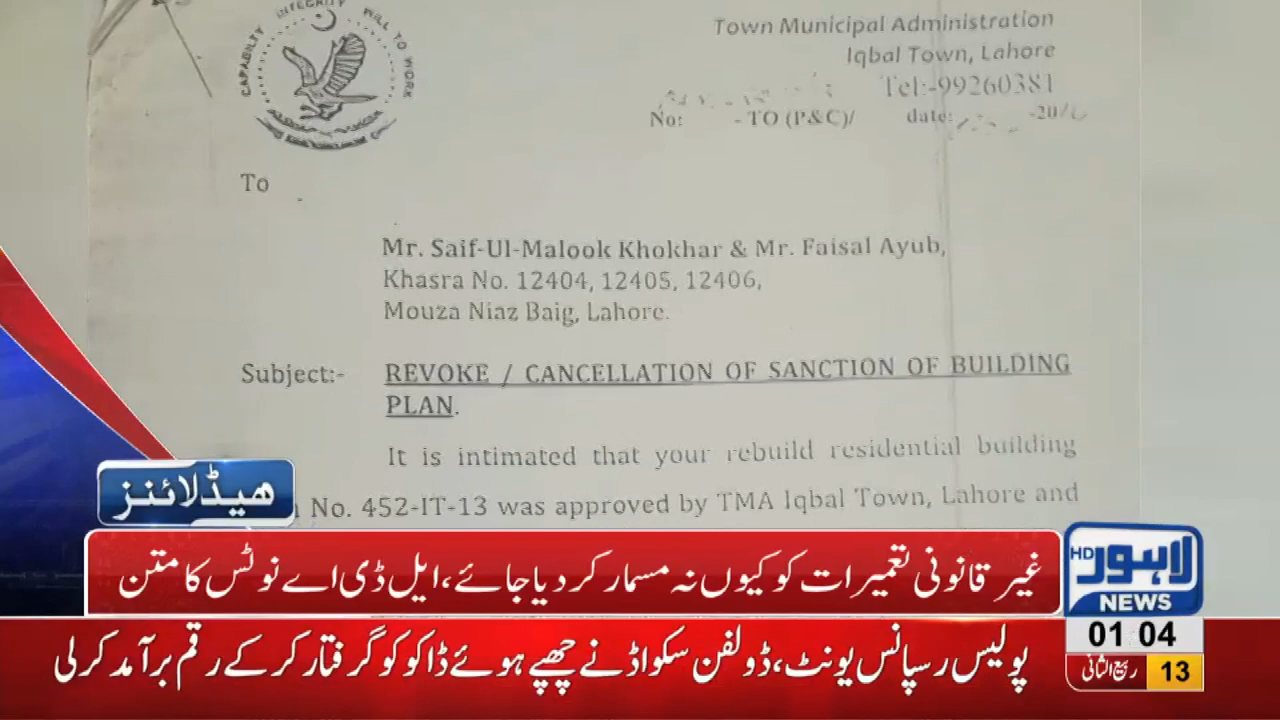 CAPABILTY INTEGRITY WILL TO WORK
Town Municipal Administration
Iqbal Town, Lahore
Tel:-99260381
No: - TO (P&C)/ date: -20
To
Mr. Saif-Ul-Malook Khokhar & Mr. Faisal Ayub,
Khasra No. 12404, 12405, 12406,
Mouza Niaz Baig, Lahore.
Subject:- REVOKE / CANCELLATION OF SANCTION OF BUILDING
PLAN.
It is intimated that your rebuild residential building
No. 452-IT-13 was approved by TMA Iqbal Town, Lahore and
ہیڈلائنز
غیر قانونی تعمیرات کو کیوں نہ مسمار کر دیا جائے، ایل ڈی اے نوٹس کا متن
لاہور HD
NEWS
01:04
پولیس رسپانس یونٹ، ڈولفن سکواڈ نے چھپے ہوئے ڈاکو کو گرفتار کر کے رقم برآمد کر لی
13 ربیع الثانی